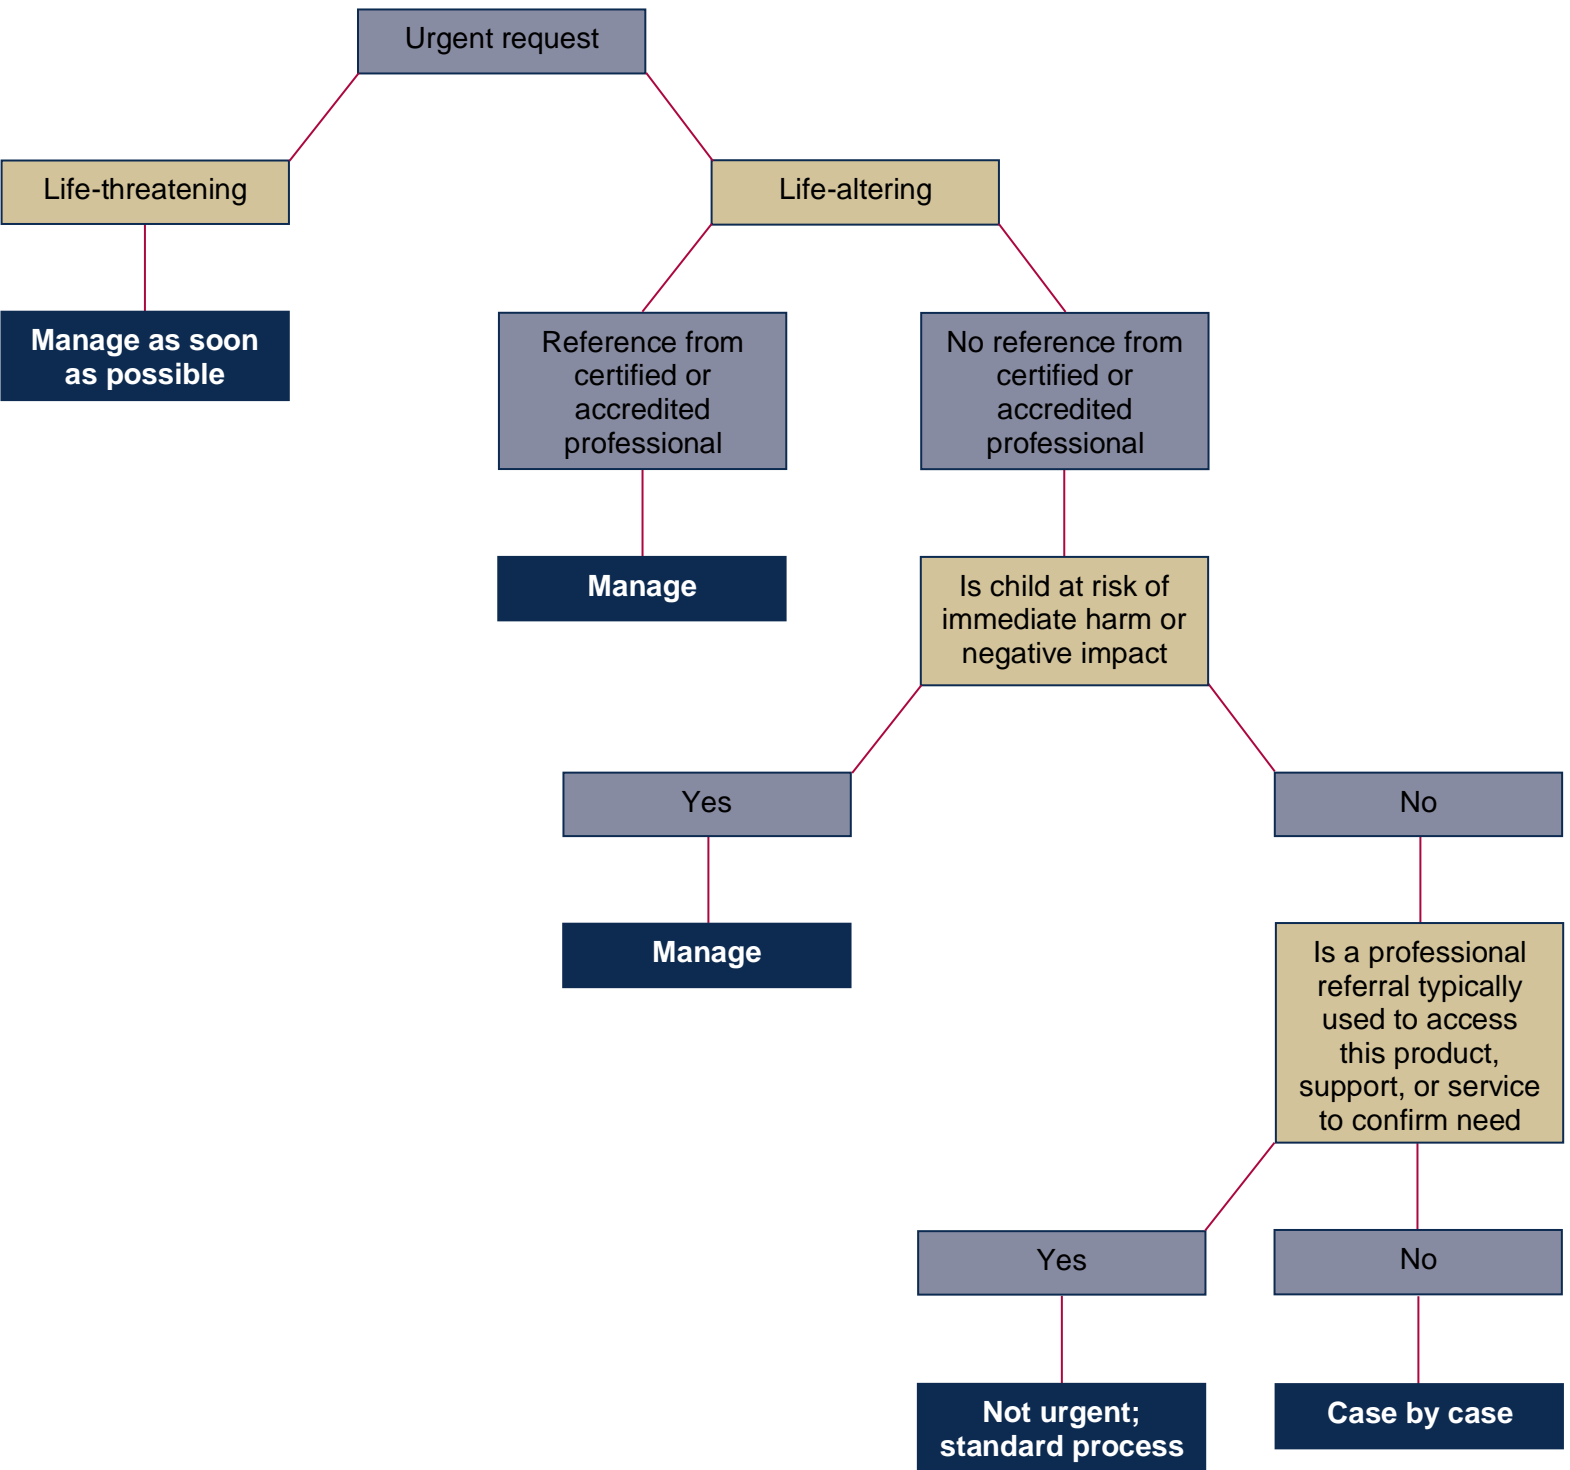 Urgent request
Life-threatening
Life-altering
Manage as soon
as possible
Reference from
certified or
accredited
professional
No reference from
certified or
accredited
professional
Manage
Is child at risk of
immediate harm or
negative impact
Yes
No
Manage
Is a professional
referral typically
used to access
this product,
support, or service
to confirm need
Yes
No
Not urgent;
standard process
Case by case